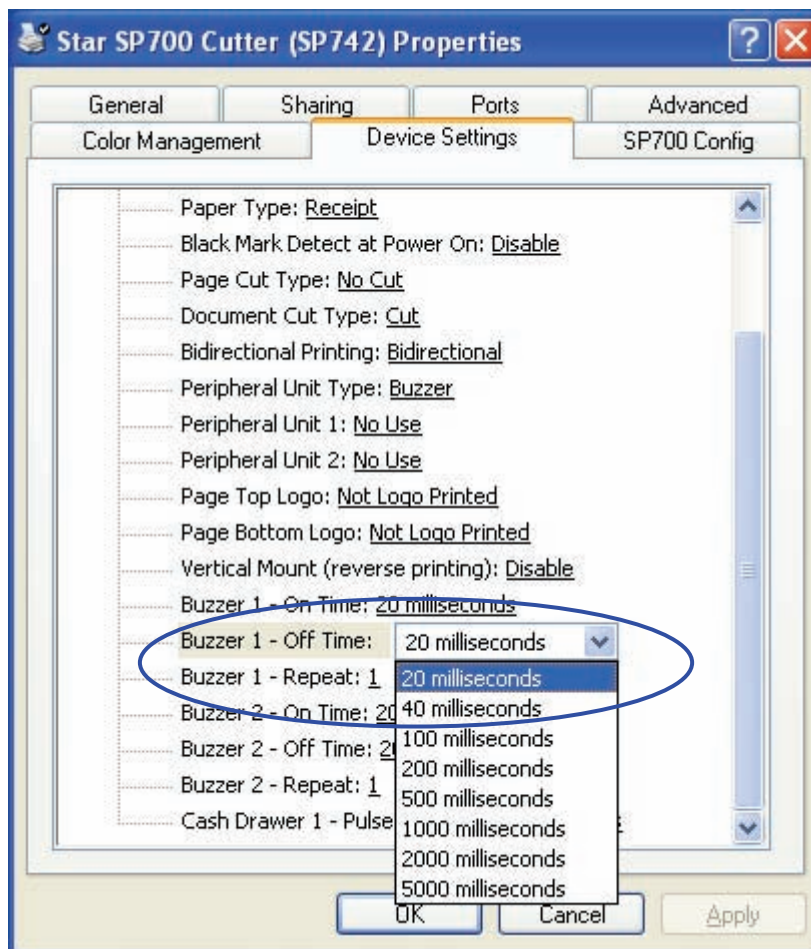 Star SP700 Cutter (SP742) Properties
General Sharing Ports Advanced
Color Management Device Settings SP700 Config
Paper Type: Receipt
Black Mark Detect at Power On: Disable
Page Cut Type: No Cut
Document Cut Type: Cut
Bidirectional Printing: Bidirectional
Peripheral Unit Type: Buzzer
Peripheral Unit 1: No Use
Peripheral Unit 2: No Use
Page Top Logo: Not Logo Printed
Page Bottom Logo: Not Logo Printed
Vertical Mount (reverse printing): Disable
Buzzer 1 - On Time: 20 milliseconds
Buzzer 1 - Off Time: 20 milliseconds
Buzzer 1 - Repeat: 1 20 milliseconds
Buzzer 2 - On Time: 20 40 milliseconds
Buzzer 2 - Off Time: 100 milliseconds
200 milliseconds
Buzzer 2 - Repeat: 1 500 milliseconds
Cash Drawer 1 - Pulse 1000 milliseconds
2000 milliseconds
5000 milliseconds
OK Cancel Apply